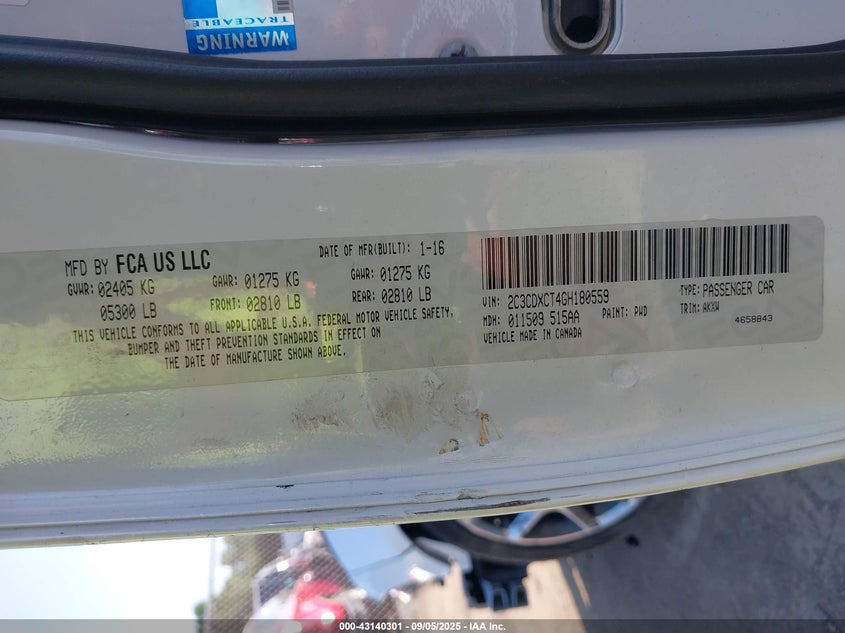 WARNING
TRACEABLE
MFD BY FCA US LLC
DATE OF MFR(BUILT): 1-16
GVWR: 02405 KG
GAWR: 01275 KG
GAWR: 01275 KG
05300 LB
FRONT: 02810 LB
REAR: 02810 LB
THIS VEHICLE CONFORMS TO ALL APPLICABLE U.S.A. FEDERAL MOTOR VEHICLE SAFETY,
BUMPER AND THEFT PREVENTION STANDARDS IN EFFECT ON
THE DATE OF MANUFACTURE SHOWN ABOVE.
VIN: 2C3CDXCT4GH180559
TYPE: PASSENGER CAR
MDH: 011509 515AA
PAINT: PWD
TRIM: AKXW
VEHICLE MADE IN CANADA
4658843
000-43140301 - 09/05/2025 - IAA Inc.